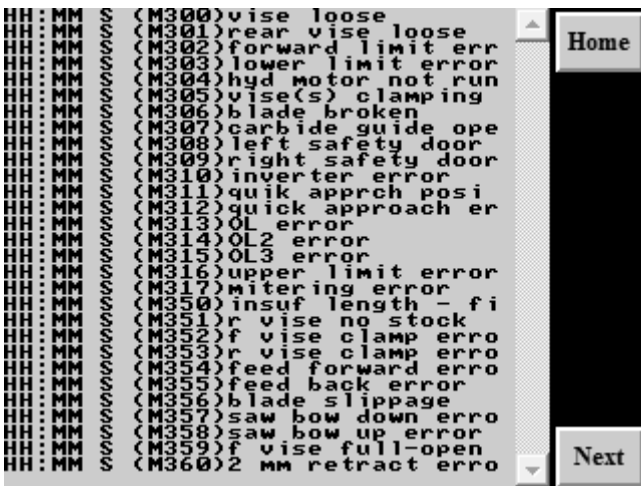 HH:MM S (M300)vise loose
HH:MM S (M301)rear vise loose
HH:MM S (M302)forward limit err
HH:MM S (M303)lower limit error
HH:MM S (M304)hyd motor not run
HH:MM S (M305)vise(s) clamping
HH:MM S (M306)blade broken
HH:MM S (M307)carbide guide ope
HH:MM S (M308)left safety door
HH:MM S (M309)right safety door
HH:MM S (M310)inverter error
HH:MM S (M311)quik apprch posi
HH:MM S (M312)quick approach er
HH:MM S (M313)OL error
HH:MM S (M314)OL2 error
HH:MM S (M315)OL3 error
HH:MM S (M316)upper limit error
HH:MM S (M317)mitering error
HH:MM S (M350)insuf length - fi
HH:MM S (M351)r vise no stock
HH:MM S (M352)f vise clamp erro
HH:MM S (M353)r vise clamp erro
HH:MM S (M354)feed forward erro
HH:MM S (M355)feed back error
HH:MM S (M356)blade slippage
HH:MM S (M357)saw bow down erro
HH:MM S (M358)saw bow up error
HH:MM S (M359)f vise full-open
HH:MM S (M360)2 mm retract erro
Home
Next